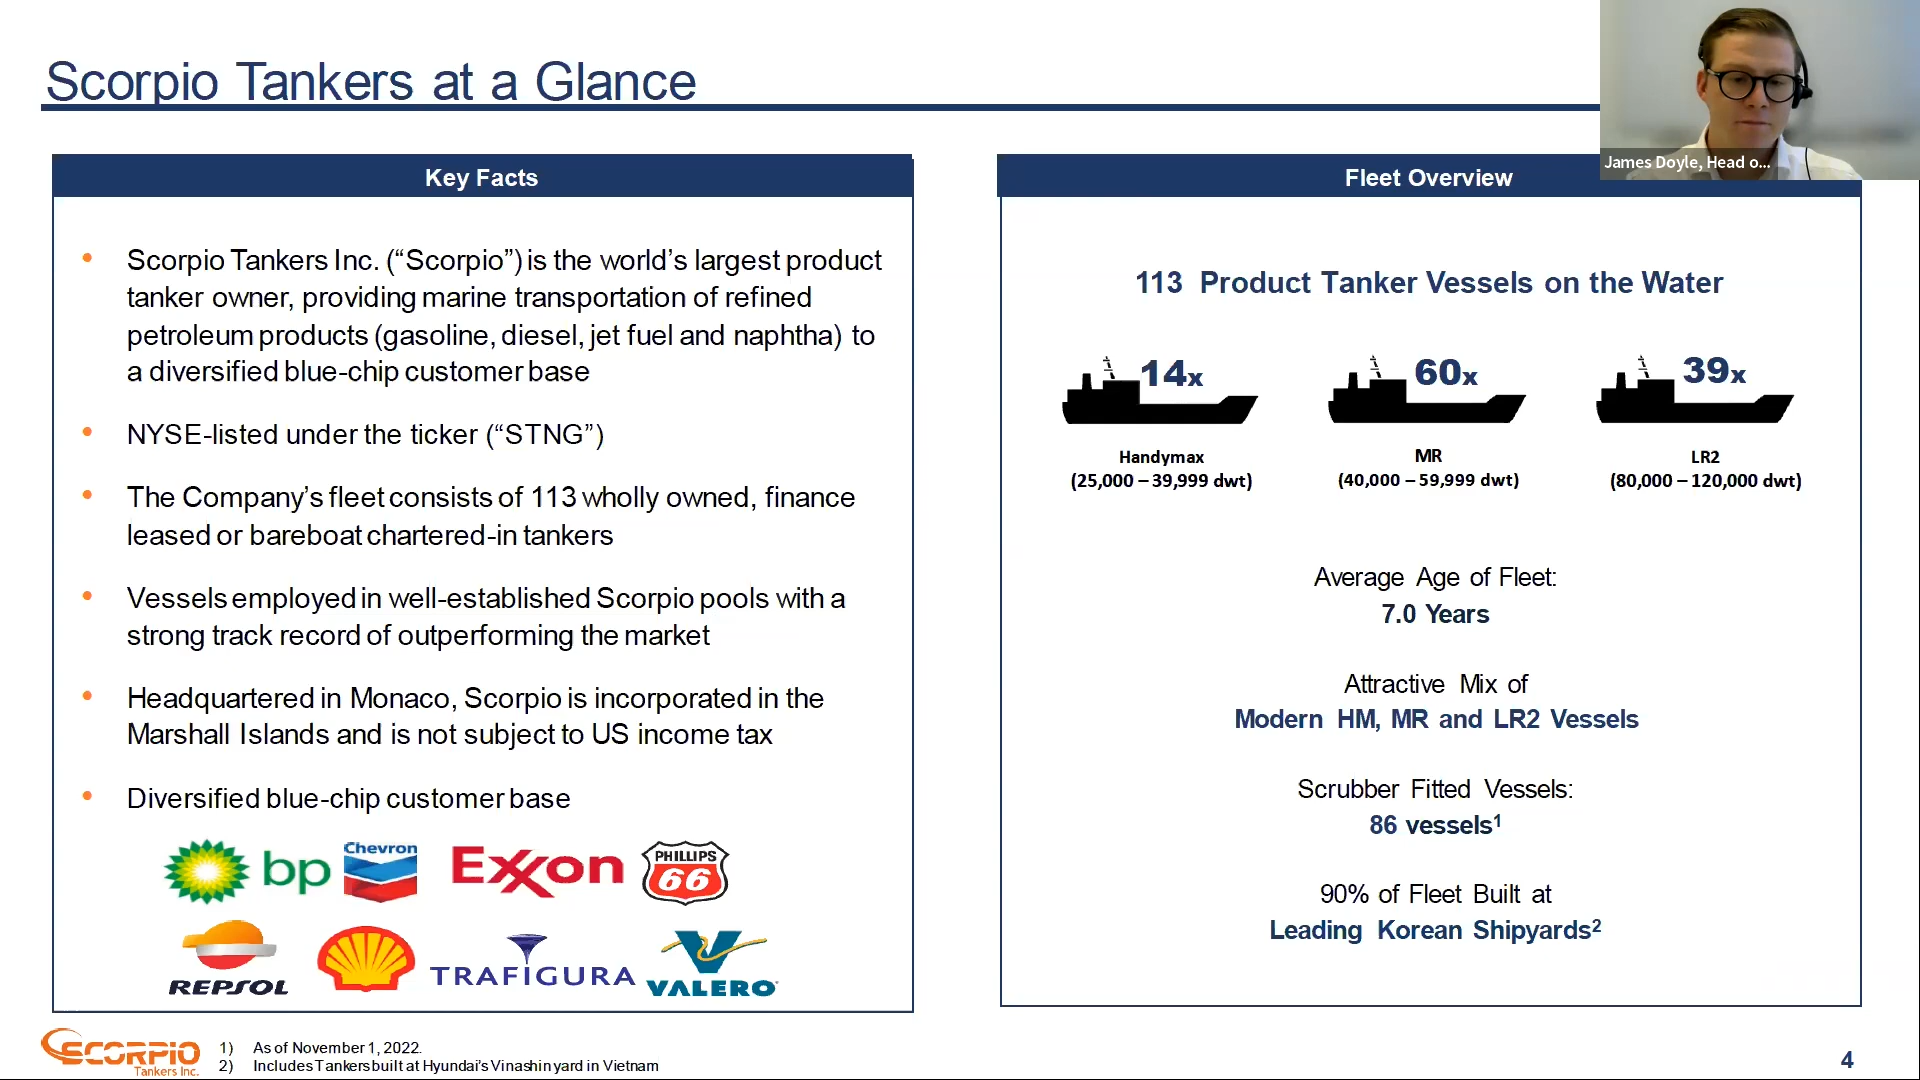 Scorpio Tankers at a Glance
James Doyle, Head o...
Key Facts
Scorpio Tankers Inc. (“Scorpio”) is the world’s largest product
tanker owner, providing marine transportation of refined
petroleum products (gasoline, diesel, jet fuel and naphtha) to
a diversified blue-chip customer base
NYSE-listed under the ticker (“STNG”)
The Company’s fleet consists of 113 wholly owned, finance
leased or bareboat chartered-in tankers
Vessels employed in well-established Scorpio pools with a
strong track record of outperforming the market
Headquartered in Monaco, Scorpio is incorporated in the
Marshall Islands and is not subject to US income tax
Diversified blue-chip customer base
bp
Chevron
Exxon
PHILLIPS
66
REPSOL
TRAFIGURA
VALERO
Fleet Overview
113 Product Tanker Vessels on the Water
14x
60x
39x
Handymax
(25,000 – 39,999 dwt)
MR
(40,000 – 59,999 dwt)
LR2
(80,000 – 120,000 dwt)
Average Age of Fleet:
7.0 Years
Attractive Mix of
Modern HM, MR and LR2 Vessels
Scrubber Fitted Vessels:
86 vessels1
90% of Fleet Built at
Leading Korean Shipyards2
SCORPIO
Tankers Inc.
1) As of November 1, 2022.
2) Includes Tankers built at Hyundai’s Vinashin yard in Vietnam
4